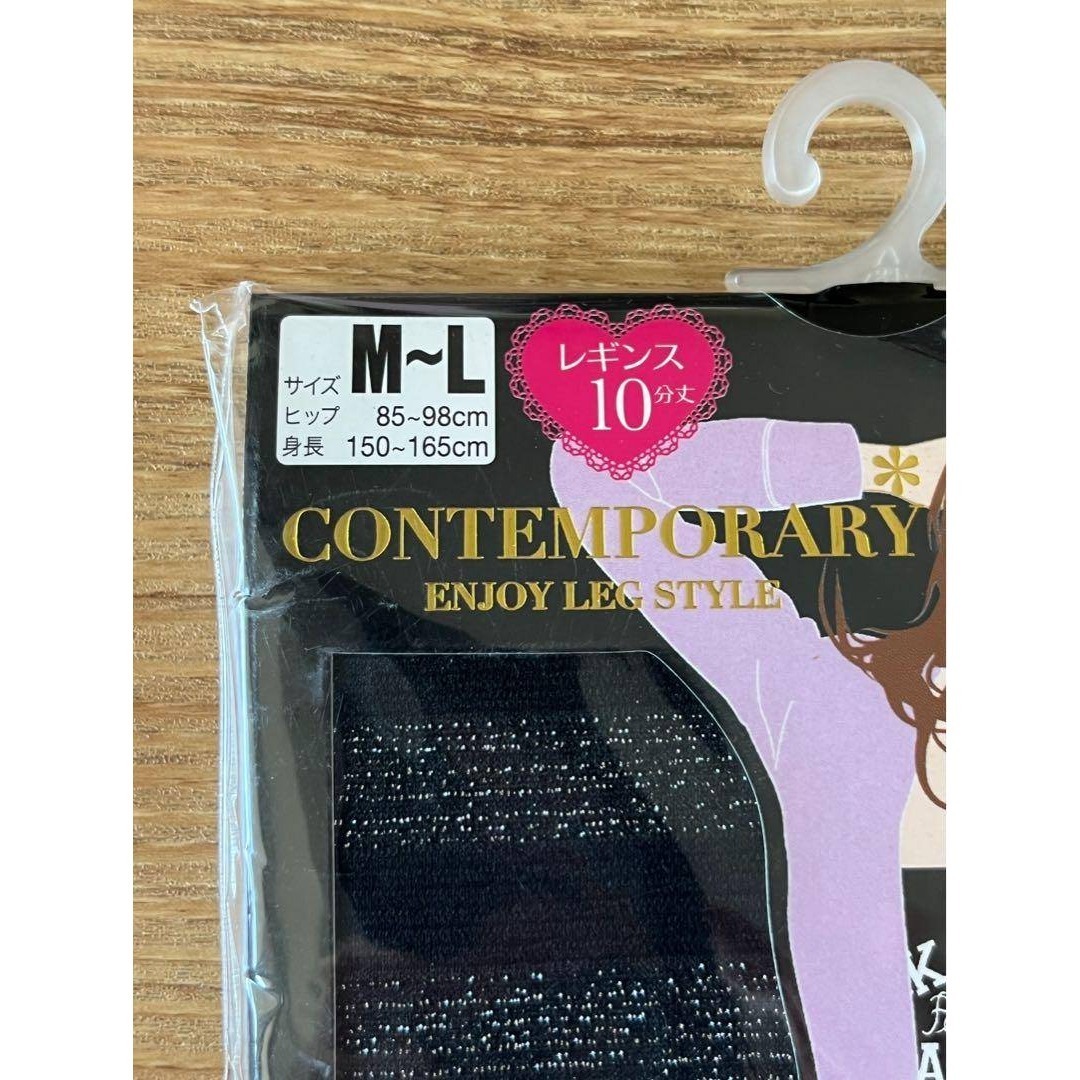 サイズ M~L
ヒップ 85~98cm
身長 150~165cm
レギンス
10分丈
CONTEMPORARY
ENJOY LEG STYLE